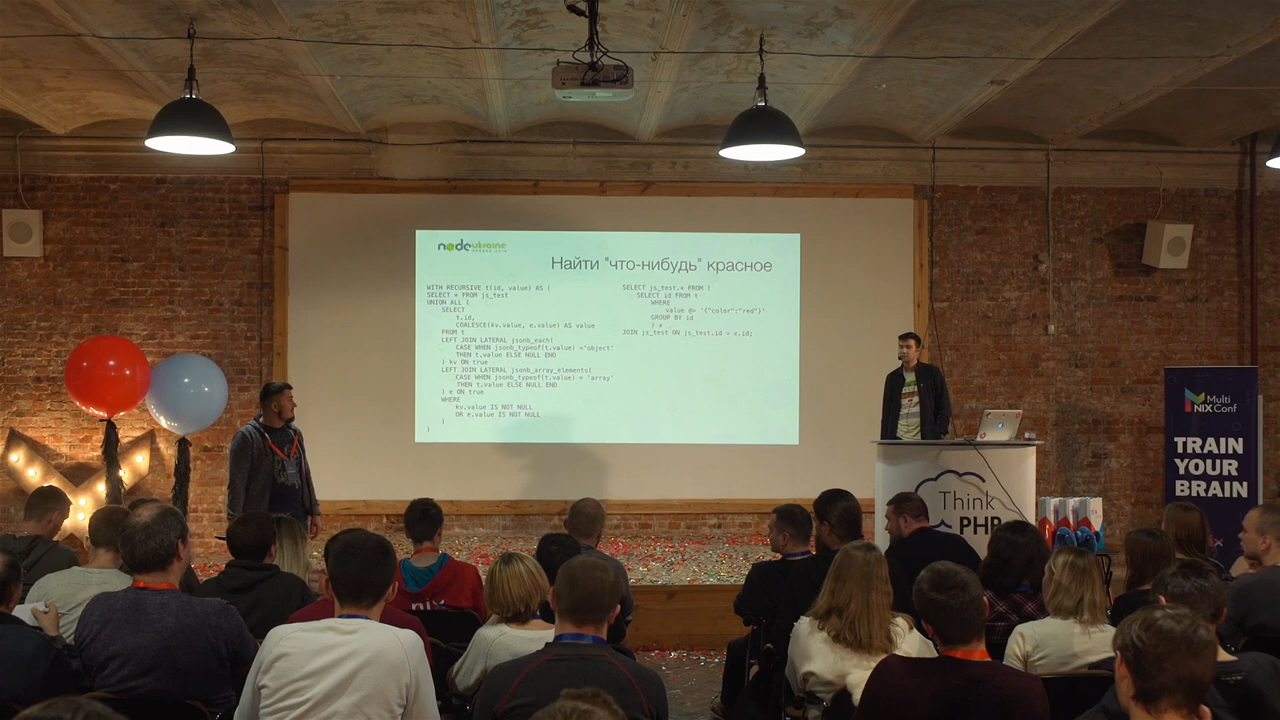 node ukraine
Найти "что-нибудь" красное
WITH RECURSIVE t(id, value) AS (
SELECT * FROM js_test
UNION ALL (
SELECT
t.id,
COALESCE(kv.value, e.value) AS value
FROM t
LEFT JOIN LATERAL jsonb_each(
CASE WHEN jsonb_typeof(t.value) ='object'
THEN t.value ELSE NULL END
) kv ON true
LEFT JOIN LATERAL jsonb_array_elements(
CASE WHEN jsonb_typeof(t.value) = 'array'
THEN t.value ELSE NULL END
) e ON true
WHERE
kv.value IS NOT NULL
OR e.value IS NOT NULL
)
)
SELECT js_test.* FROM (
SELECT id FROM t
WHERE
value @> '{"color":"red"}'
GROUP BY id
) x
JOIN js_test ON js_test.id = x.id;
Think
PHP
Multi
NIX Conf
TRAIN
YOUR
BRAIN
nix